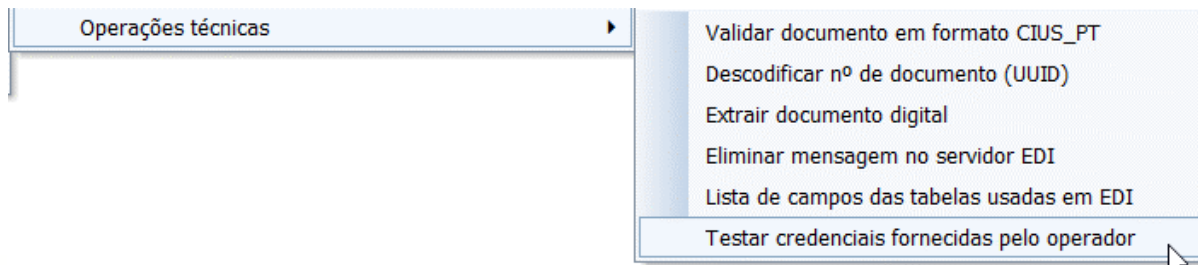 Operações técnicas
Validar documento em formato CIUS_PT
Descodificar nº de documento (UUID)
Extrair documento digital
Eliminar mensagem no servidor EDI
Lista de campos das tabelas usadas em EDI
Testar credenciais fornecidas pelo operador